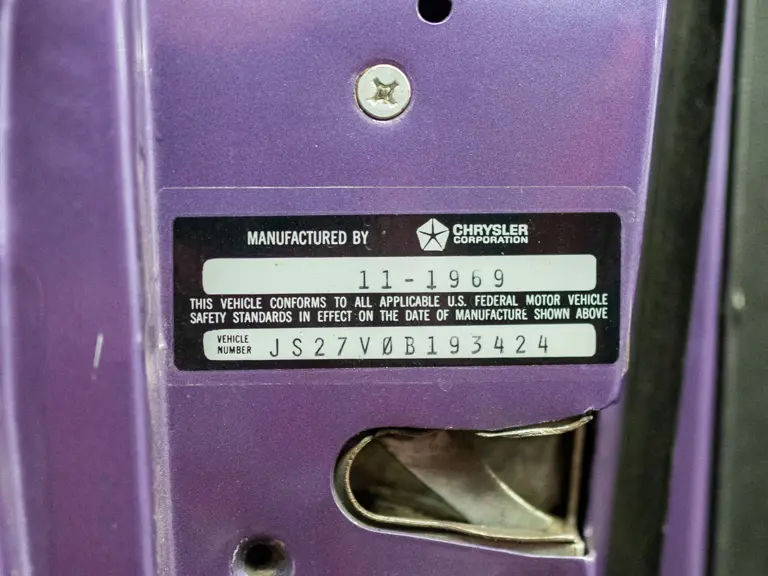 MANUFACTURED BY CHRYSLER CORPORATION
11-1969
THIS VEHICLE CONFORMS TO ALL APPLICABLE U.S. FEDERAL MOTOR VEHICLE
SAFETY STANDARDS IN EFFECT ON THE DATE OF MANUFACTURE SHOWN ABOVE
VEHICLE NUMBER JS27VØB193424